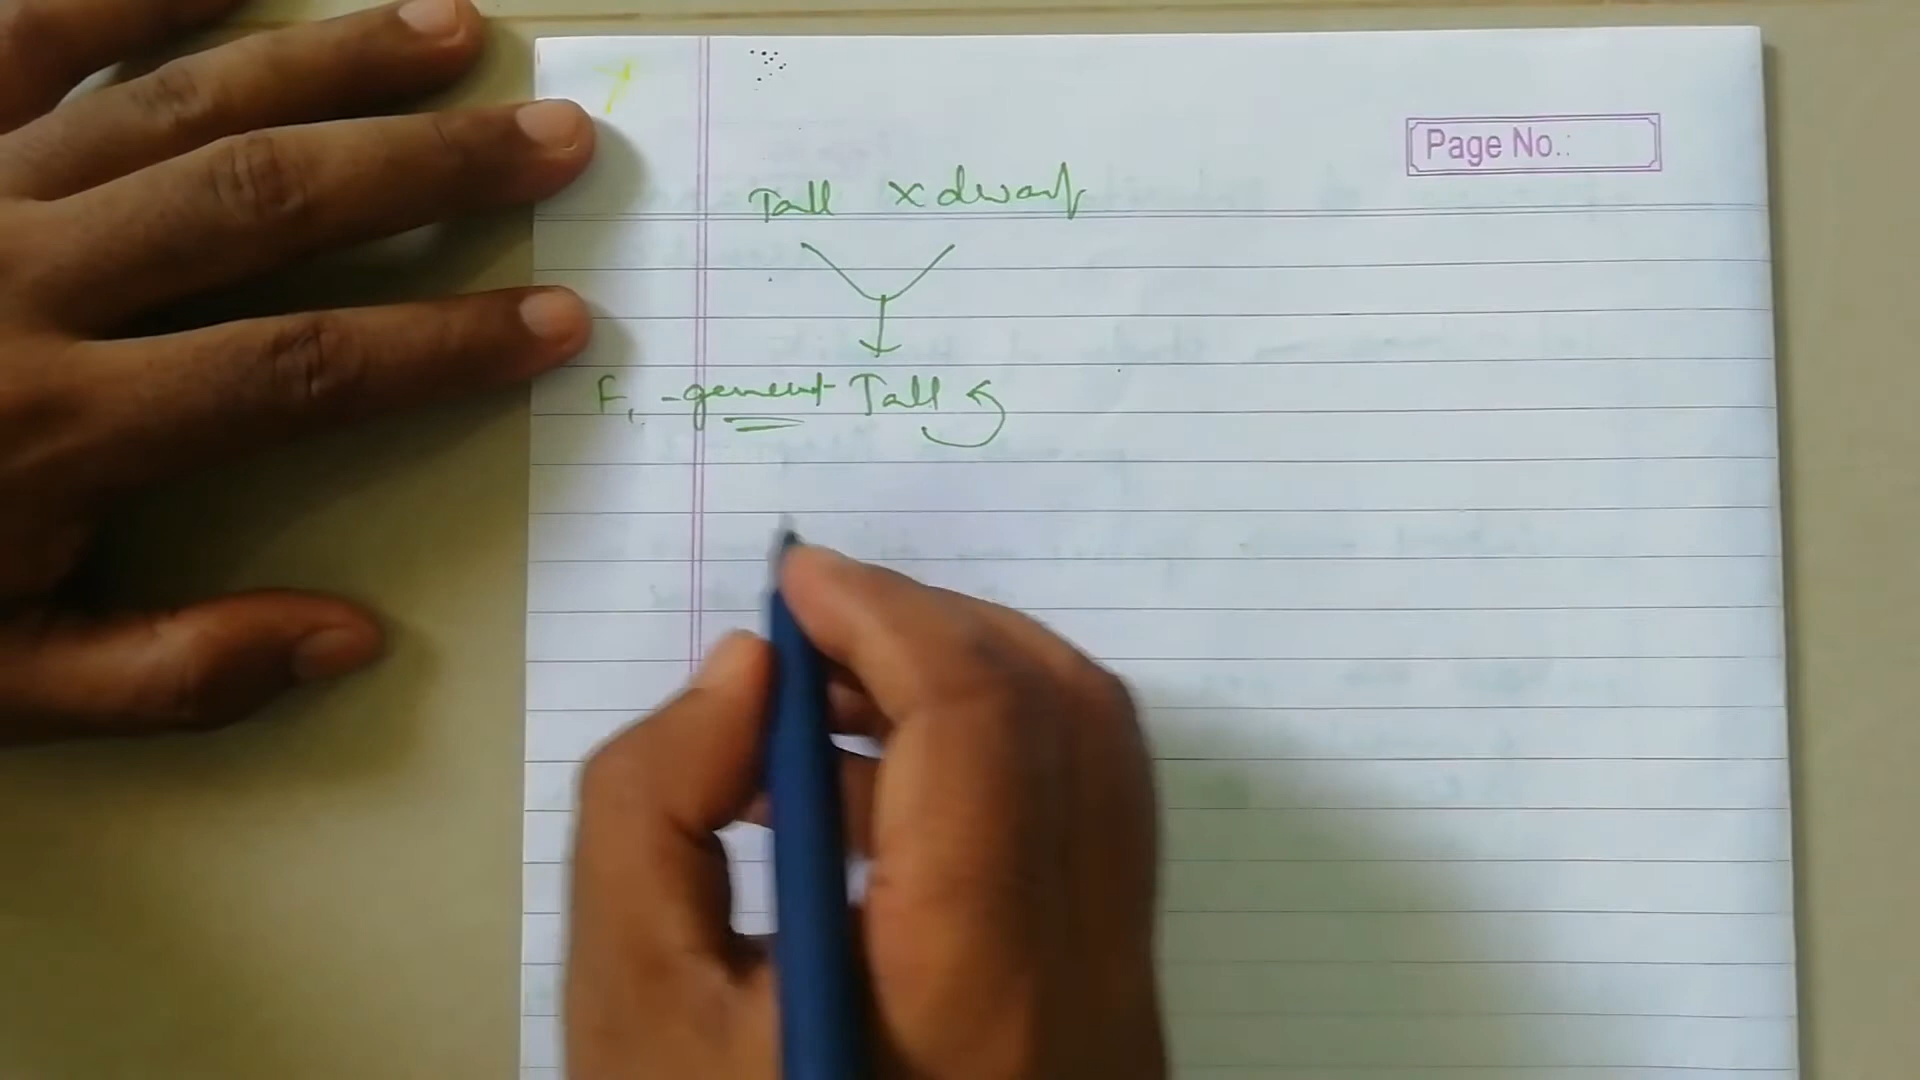 Page No.:
Tall x dwarf
F1 - generat Tall